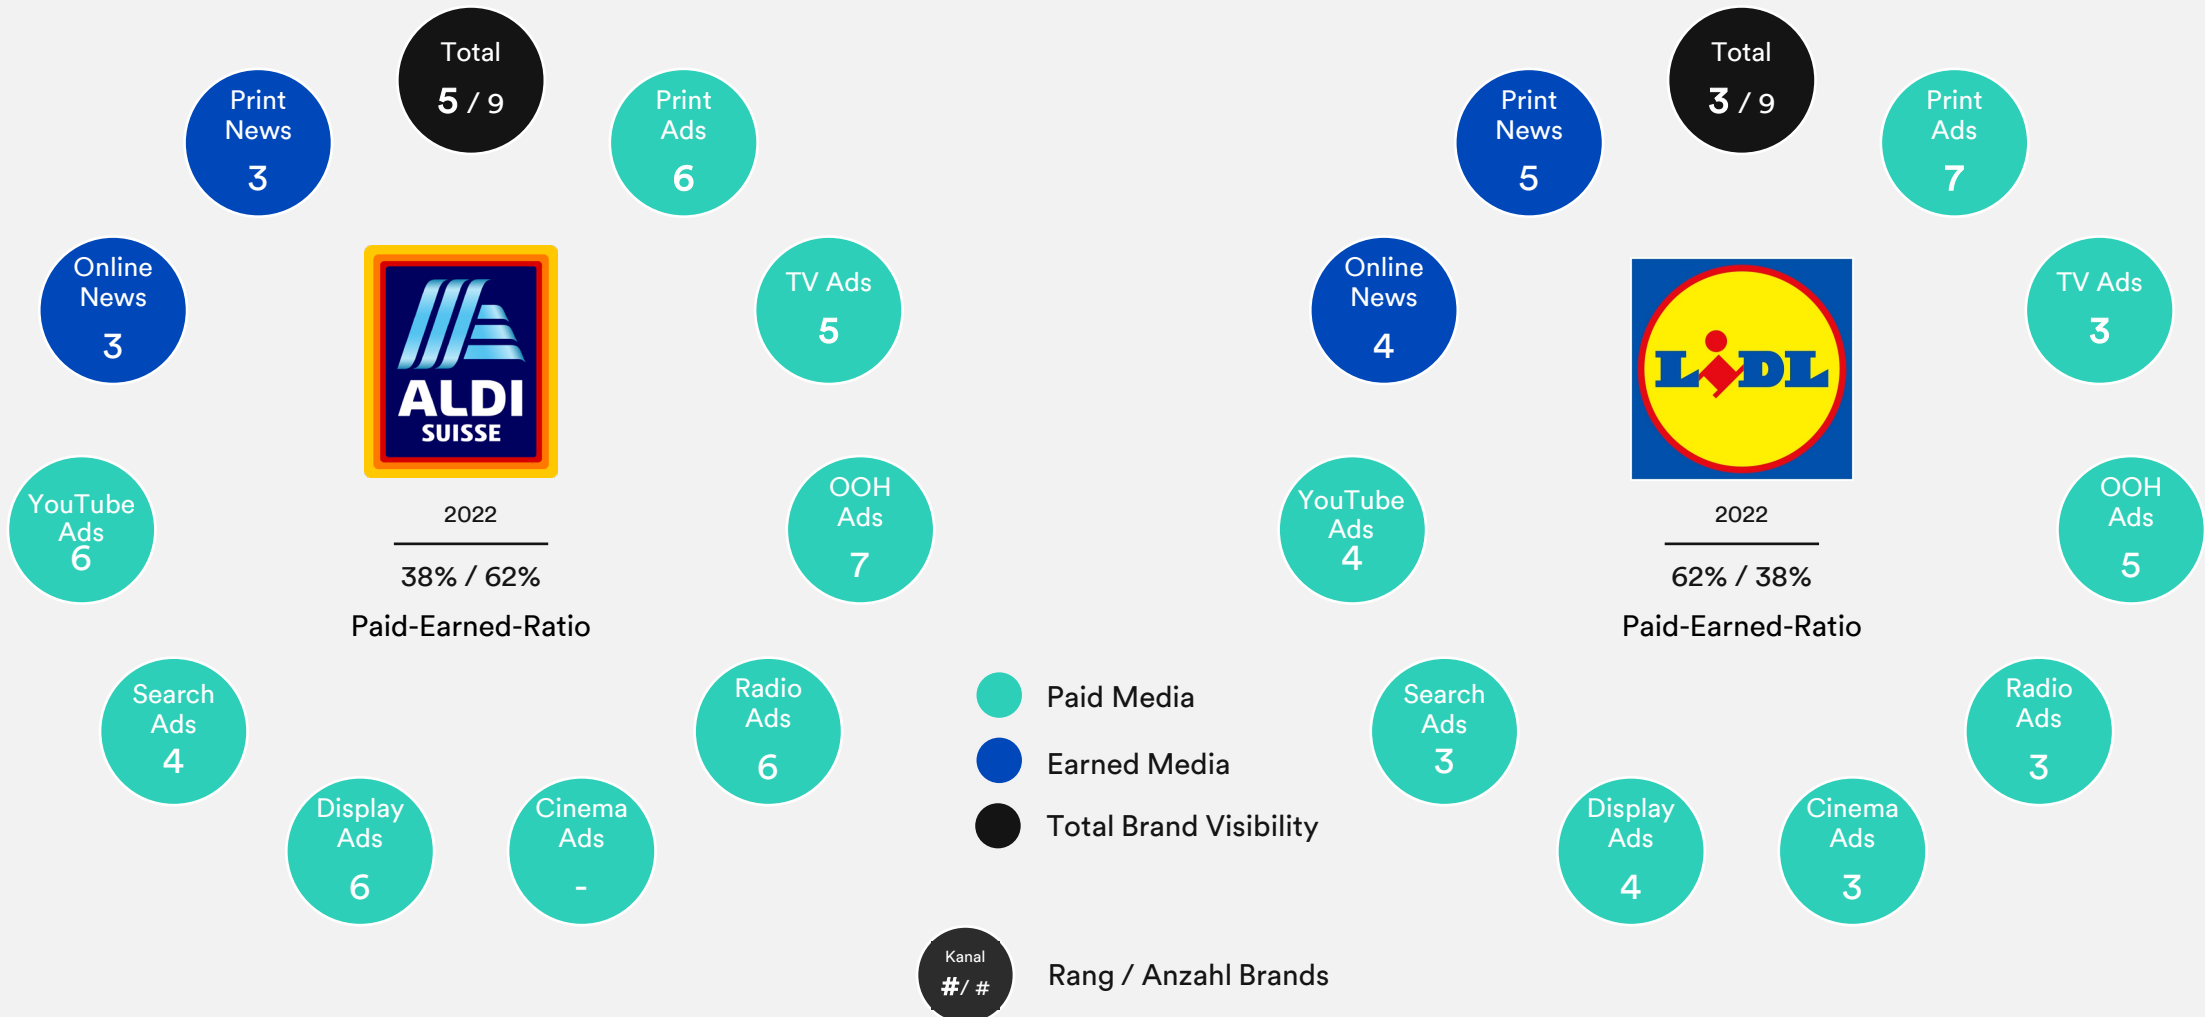 Total
5 / 9
Print
News
3
Print
Ads
6
Online
News
3
TV Ads
5
ALDI
SUISSE
YouTube
Ads
6
OOH
Ads
7
2022
38% / 62%
Paid-Earned-Ratio
Search
Ads
4
Radio
Ads
6
Display
Ads
6
Cinema
Ads
-
Total
3 / 9
Print
News
5
Print
Ads
7
Online
News
4
TV Ads
3
LIDL
YouTube
Ads
4
OOH
Ads
5
2022
62% / 38%
Paid-Earned-Ratio
Search
Ads
3
Radio
Ads
3
Display
Ads
4
Cinema
Ads
3
Paid Media
Earned Media
Total Brand Visibility
Kanal
#/ #
Rang / Anzahl Brands